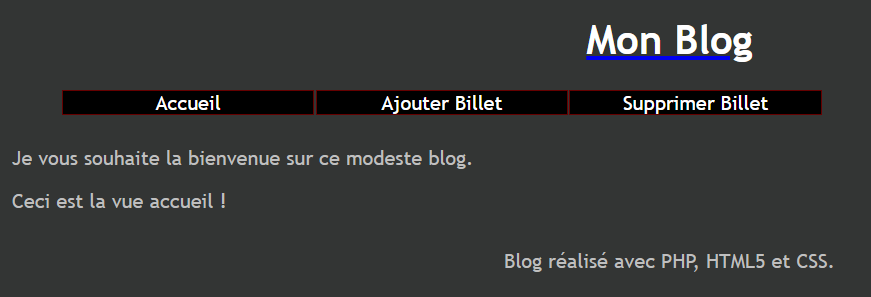 Mon Blog
Accueil Ajouter Billet Supprimer Billet
Je vous souhaite la bienvenue sur ce modeste blog.
Ceci est la vue accueil !
Blog réalisé avec PHP, HTML5 et CSS.